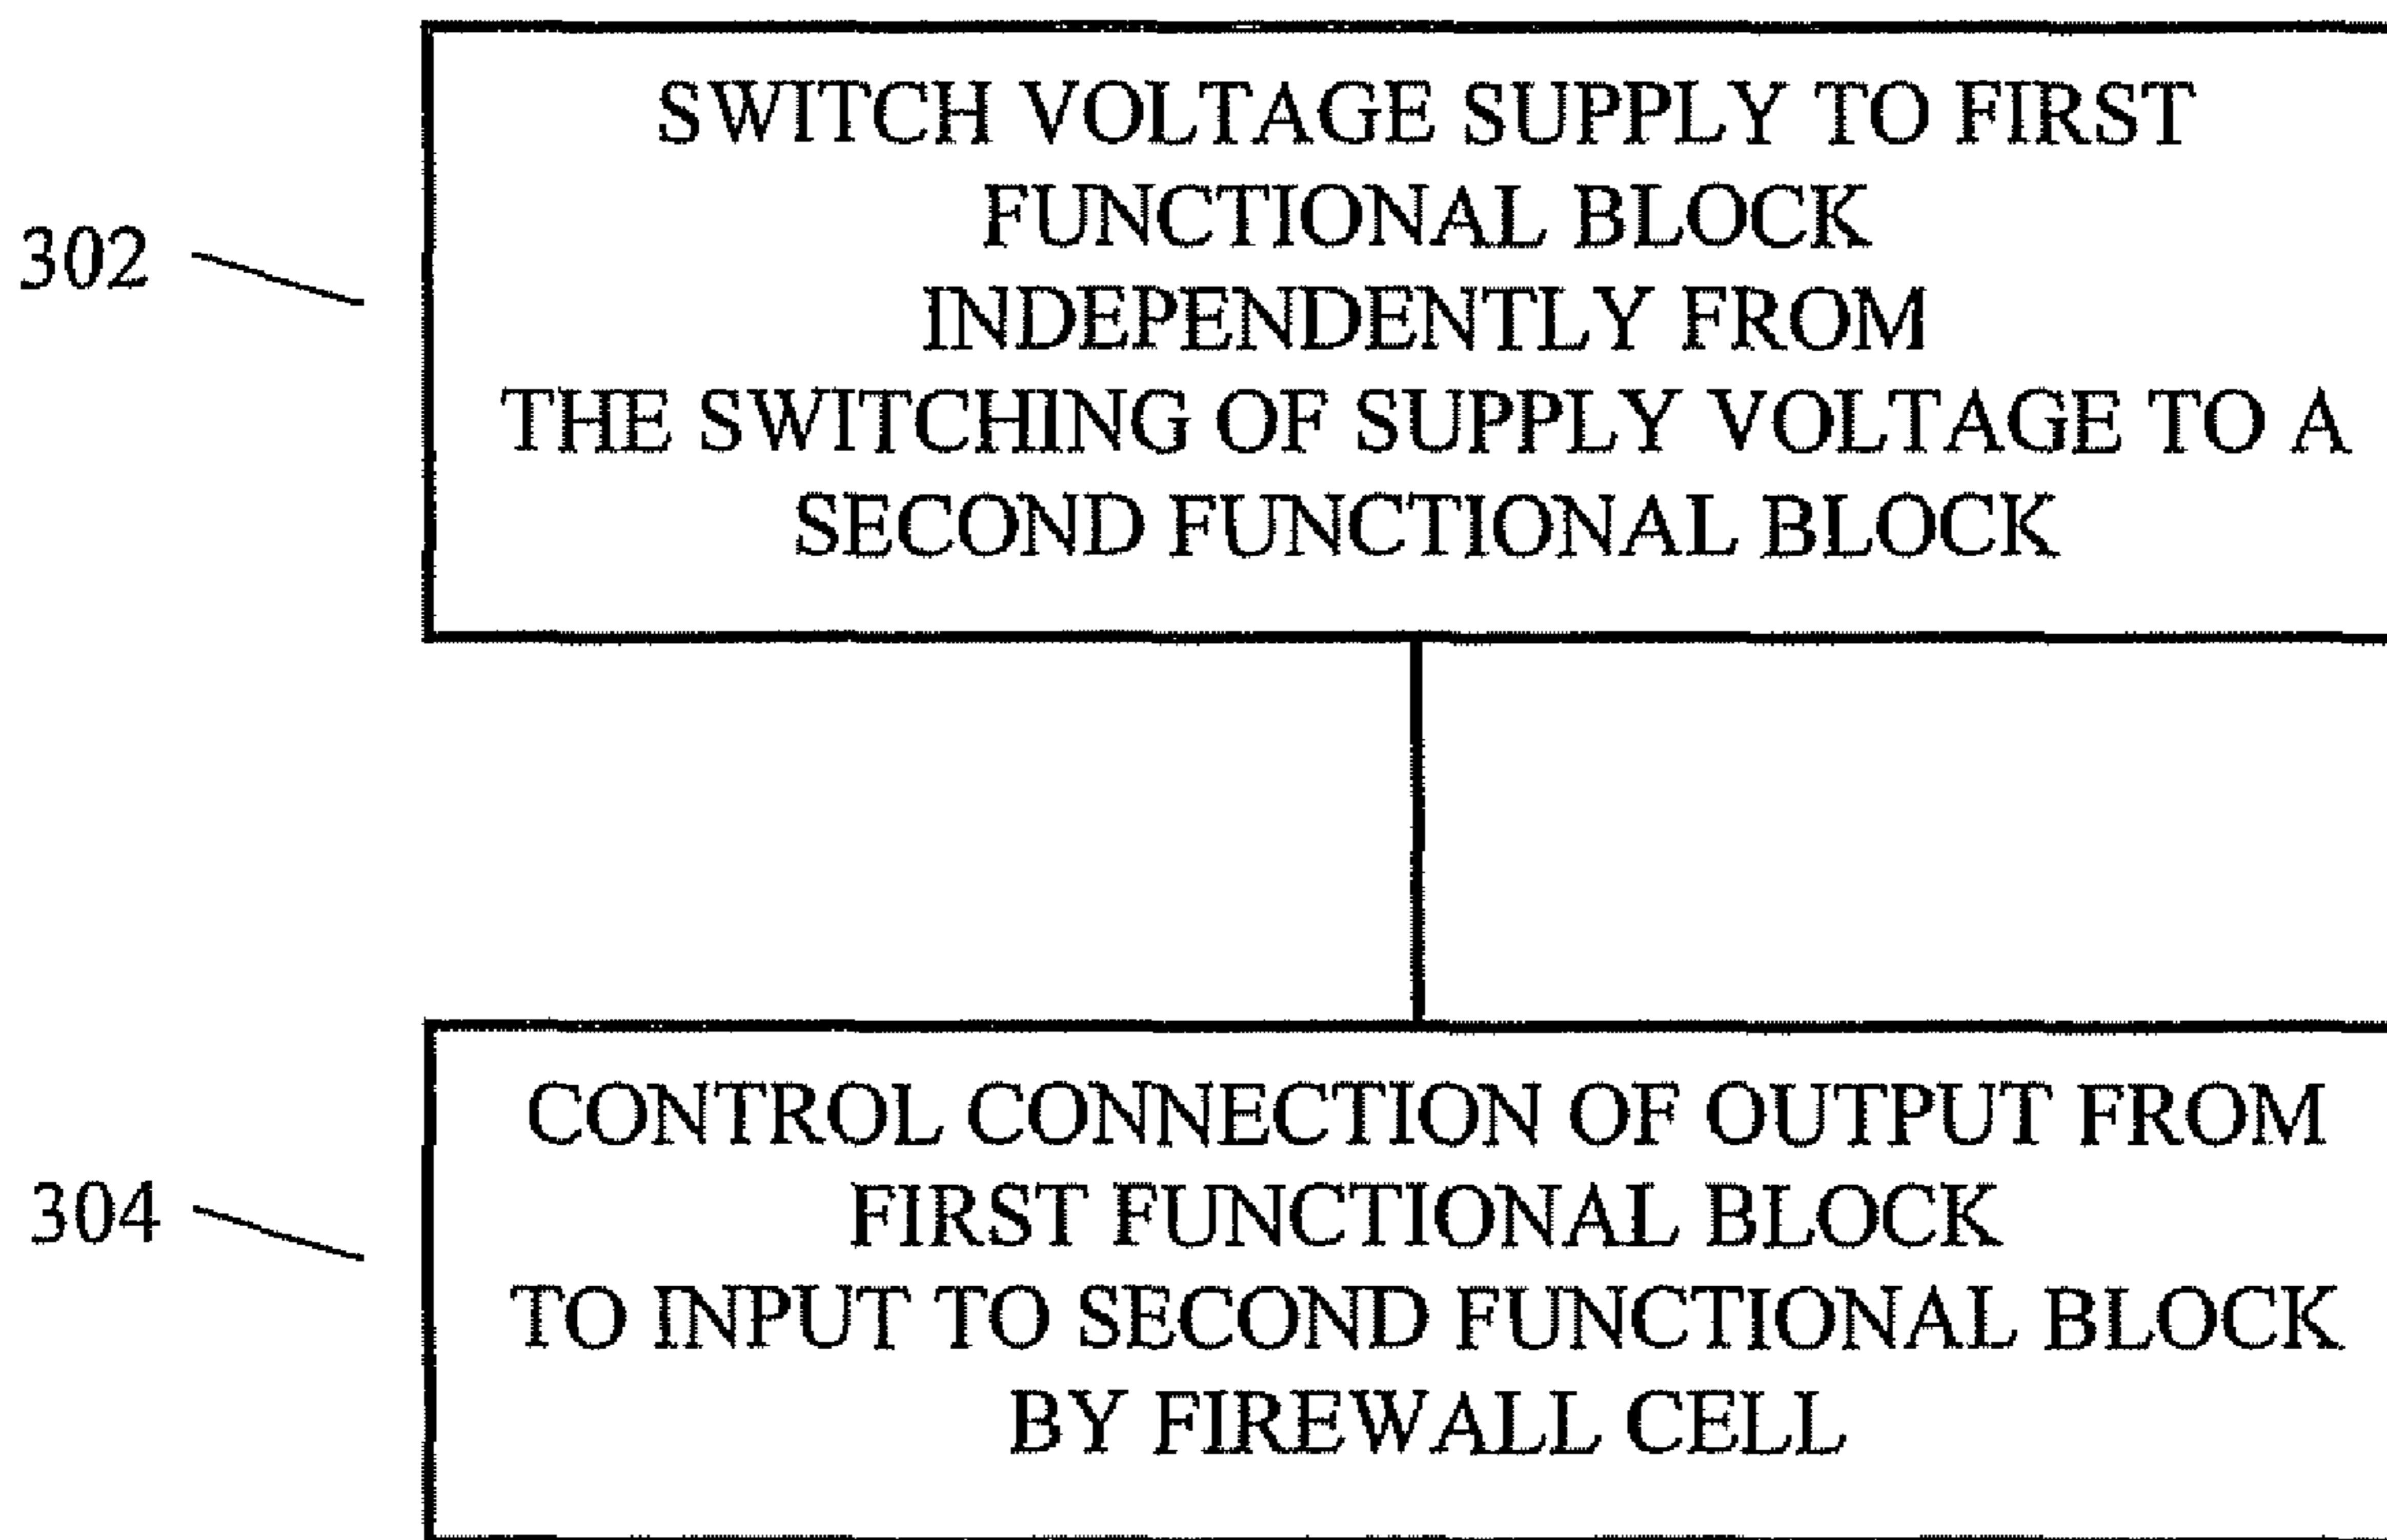 302
SWITCH VOLTAGE SUPPLY TO FIRST
FUNCTIONAL BLOCK
INDEPENDENTLY FROM
THE SWITCHING OF SUPPLY VOLTAGE TO A
SECOND FUNCTIONAL BLOCK
304
CONTROL CONNECTION OF OUTPUT FROM
FIRST FUNCTIONAL BLOCK
TO INPUT TO SECOND FUNCTIONAL BLOCK
BY FIREWALL CELL